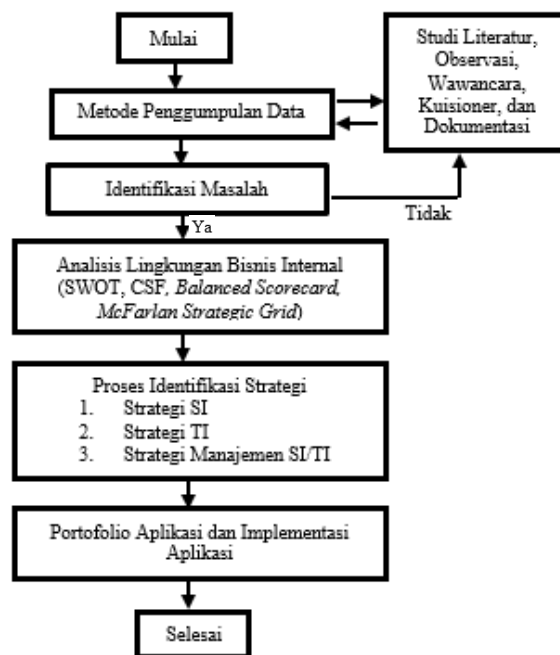 Mulai
Studi Literatur,
Observasi,
Wawancara,
Kuisioner, dan
Dokumentasi
Metode Penggumpulan Data
Identifikasi Masalah
Tidak
Ya
Analisis Lingkungan Bisnis Internal
(SWOT, CSF, Balanced Scorecard,
McFarlan Strategic Grid)
Proses Identifikasi Strategi
1. Strategi SI
2. Strategi TI
3. Strategi Manajemen SI/TI
Portofolio Aplikasi dan Implementasi
Aplikasi
Selesai